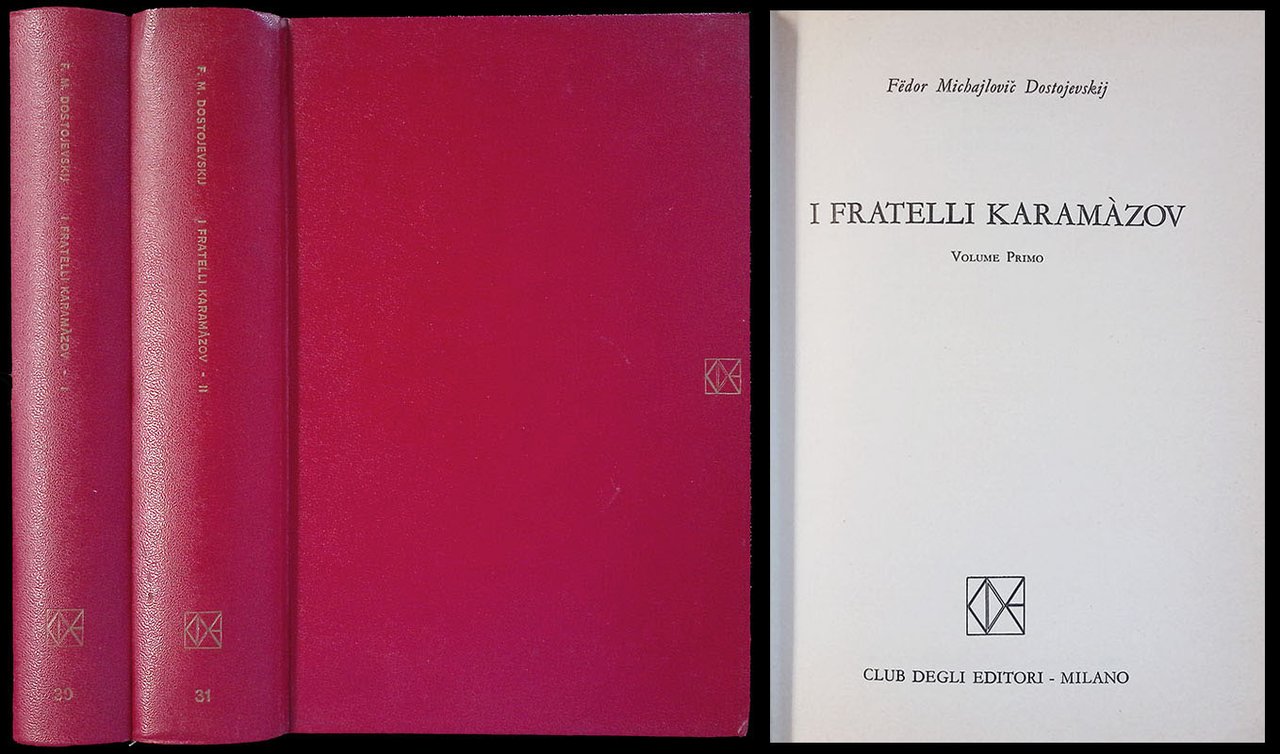 F. M. DOSTOJEVSKIJ I FRATELLI KARAMÀZOV - I
30
F. M. DOSTOJEVSKIJ I FRATELLI KARAMÀZOV - II
31
Fëdor Michajlovič Dostojevskij
I FRATELLI KARAMÀZOV
Volume Primo
CLUB DEGLI EDITORI - MILANO